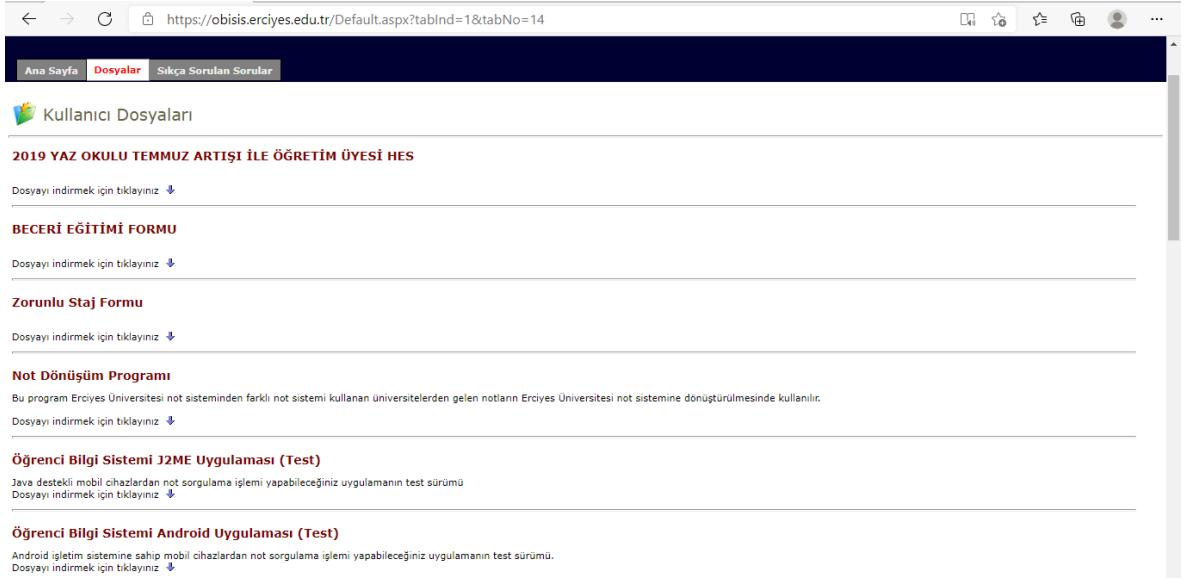 https://obisis.erciyes.edu.tr/Default.aspx?tabInd=1&tabNo=14
Ana Sayfa Dosyalar Sıkça Sorulan Sorular
Kullanıcı Dosyaları
2019 YAZ OKULU TEMMUZ ARTIŞI İLE ÖĞRETİM ÜYESİ HES
Dosyayı indirmek için tıklayınız
BECERİ EĞİTİMİ FORMU
Dosyayı indirmek için tıklayınız
Zorunlu Staj Formu
Dosyayı indirmek için tıklayınız
Not Dönüşüm Programı
Bu program Erciyes Üniversitesi not sisteminden farklı not sistemi kullanan üniversitelerden gelen notların Erciyes Üniversitesi not sistemine dönüştürülmesinde kullanılır.
Dosyayı indirmek için tıklayınız
Öğrenci Bilgi Sistemi J2ME Uygulaması (Test)
Java destekli mobil cihazlardan not sorgulama işlemi yapabileceğiniz uygulamanın test sürümü
Dosyayı indirmek için tıklayınız
Öğrenci Bilgi Sistemi Android Uygulaması (Test)
Android işletim sistemine sahip mobil cihazlardan not sorgulama işlemi yapabileceğiniz uygulamanın test sürümü.
Dosyayı indirmek için tıklayınız